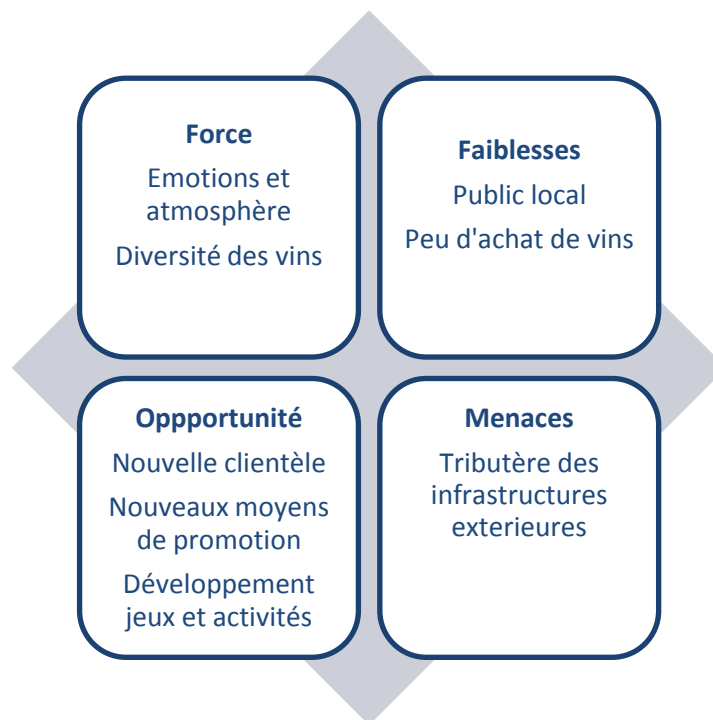 Force
Emotions et
atmosphère
Diversité des vins
Faiblesses
Public local
Peu d'achat de vins
Oppportunité
Nouvelle clientèle
Nouveaux moyens
de promotion
Développement
jeux et activités
Menaces
Tributère des
infrastructures
exterieures